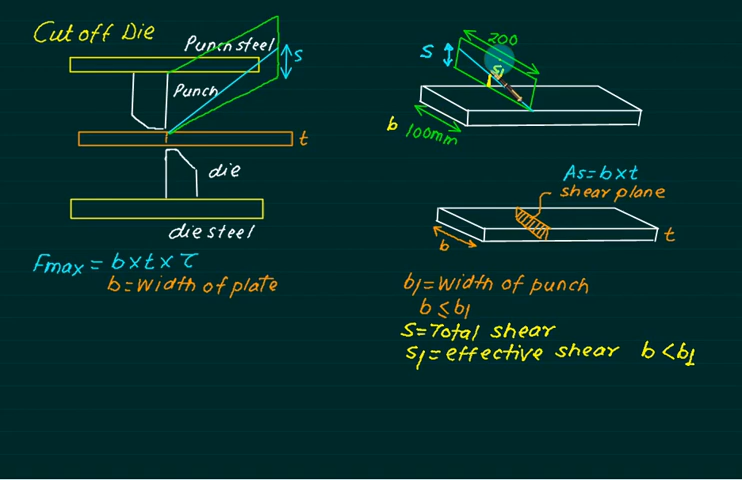 Cut off Die
Punch steel
S
Punch
t
die
die steel
Fmax = b×t×τ
b=Width of plate
200
S
S1
b 100mm
As=b×t
shear plane
b
t
b1=Width of punch
b≤b1
S=Total shear
s1=effective shear b<b1